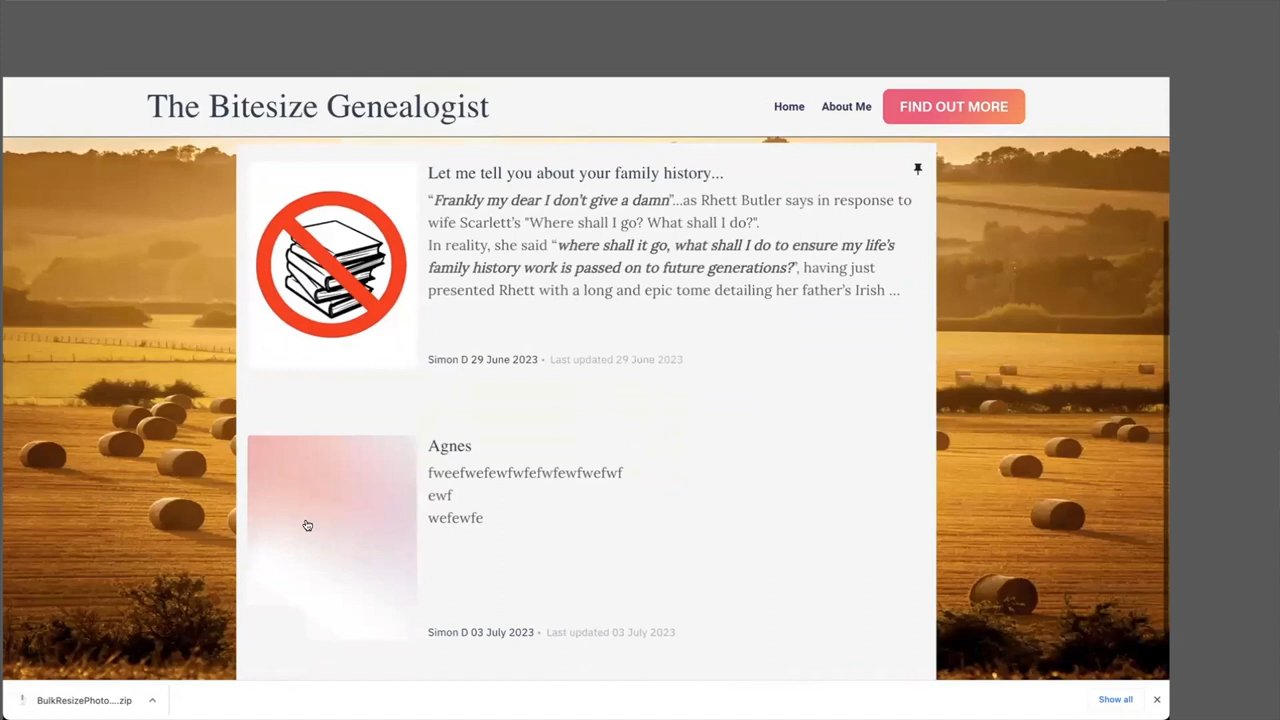 The Bitesize Genealogist
Home
About Me
FIND OUT MORE
Let me tell you about your family history...
“Frankly my dear I don’t give a damn”...as Rhett Butler says in response to
wife Scarlett’s "Where shall I go? What shall I do?".
In reality, she said “where shall it go, what shall I do to ensure my life’s
family history work is passed on to future generations?”, having just
presented Rhett with a long and epic tome detailing her father’s Irish ...
Simon D 29 June 2023 • Last updated 29 June 2023
Agnes
fweefwefewfwfefwfewfwefwf
ewf
wefewfe
Simon D 03 July 2023 • Last updated 03 July 2023
BulkResizePhoto....zip
Show all